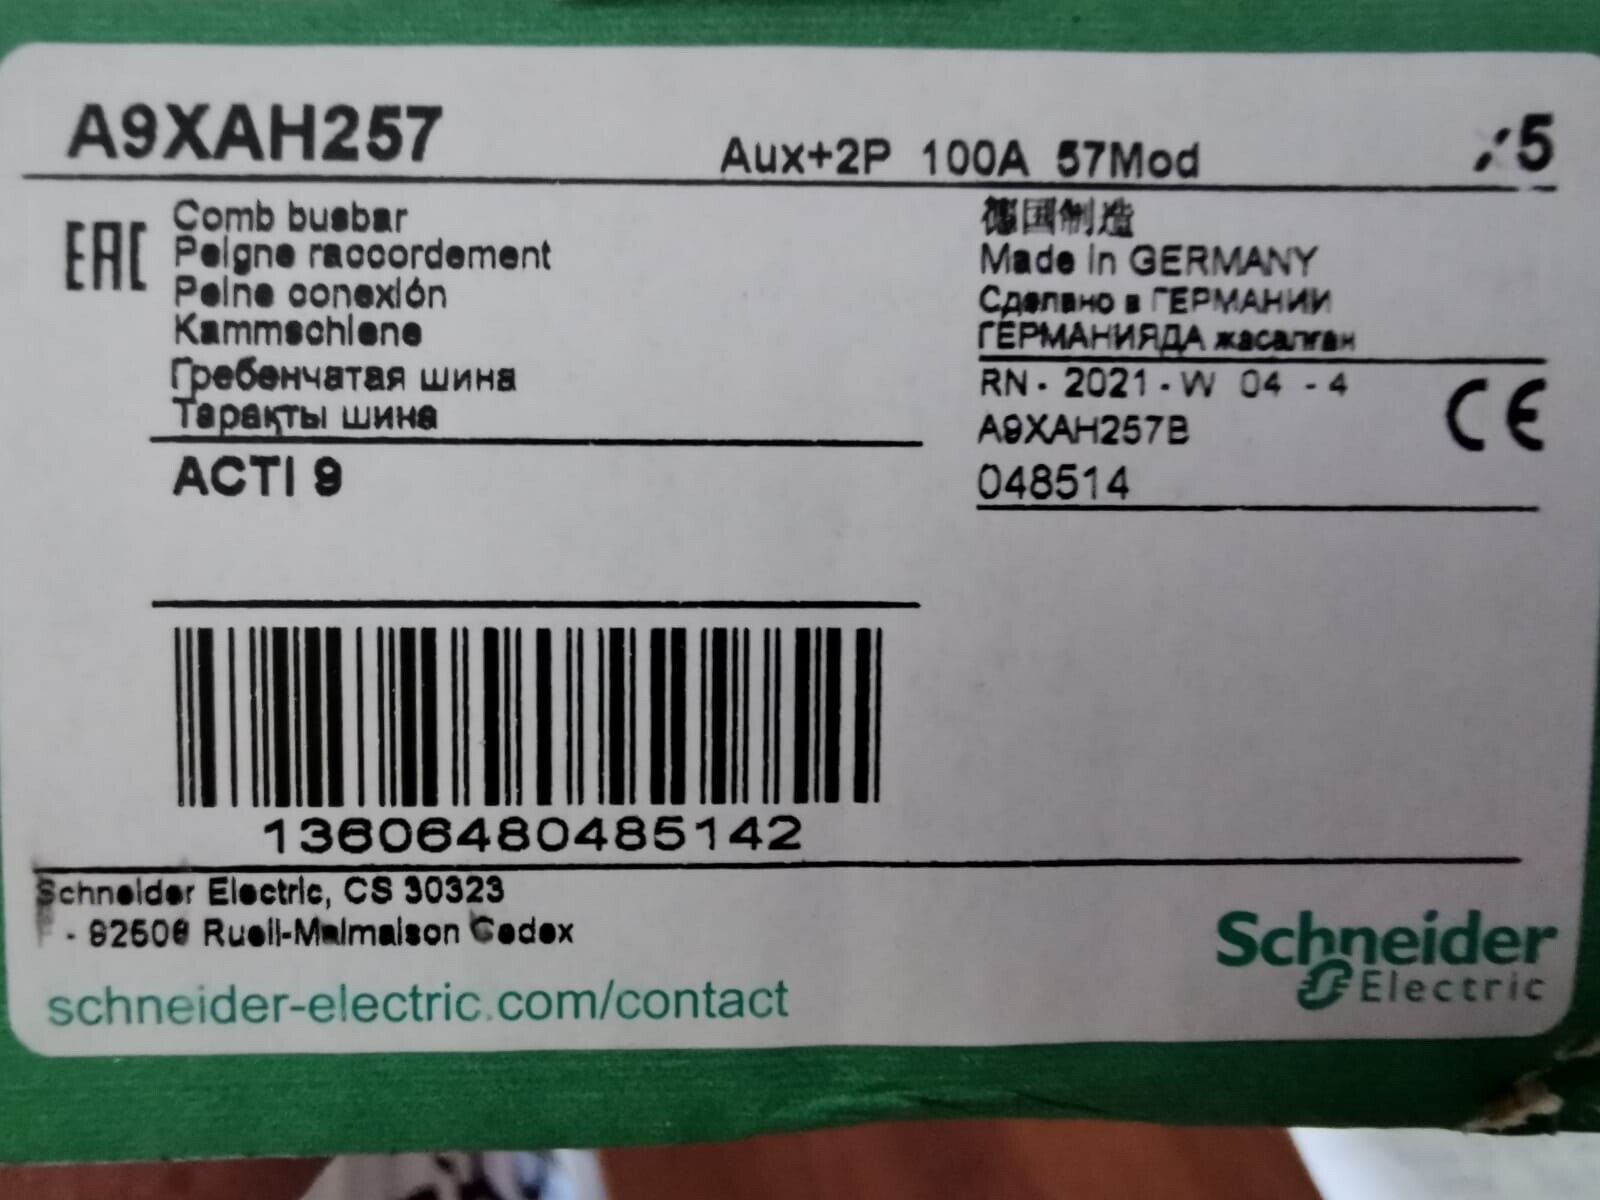 A9XAH257
Aux+2P 100A 57Mod
x5
EAC
Comb busbar
Peigne raccordement
Peine conexión
Kammschiene
Гребенчатая шина
Тарақты шина
ACTI 9
德国制造
Made in GERMANY
Сделано в ГЕРМАНИИ
ГЕРМАНИЯДА жасалған
RN - 2021 - W 04 - 4
A9XAH257B
048514
CE
13606480485142
Schneider Electric, CS 30323
F - 92506 Rueil-Malmaison Cedex
schneider-electric.com/contact
Schneider
Electric